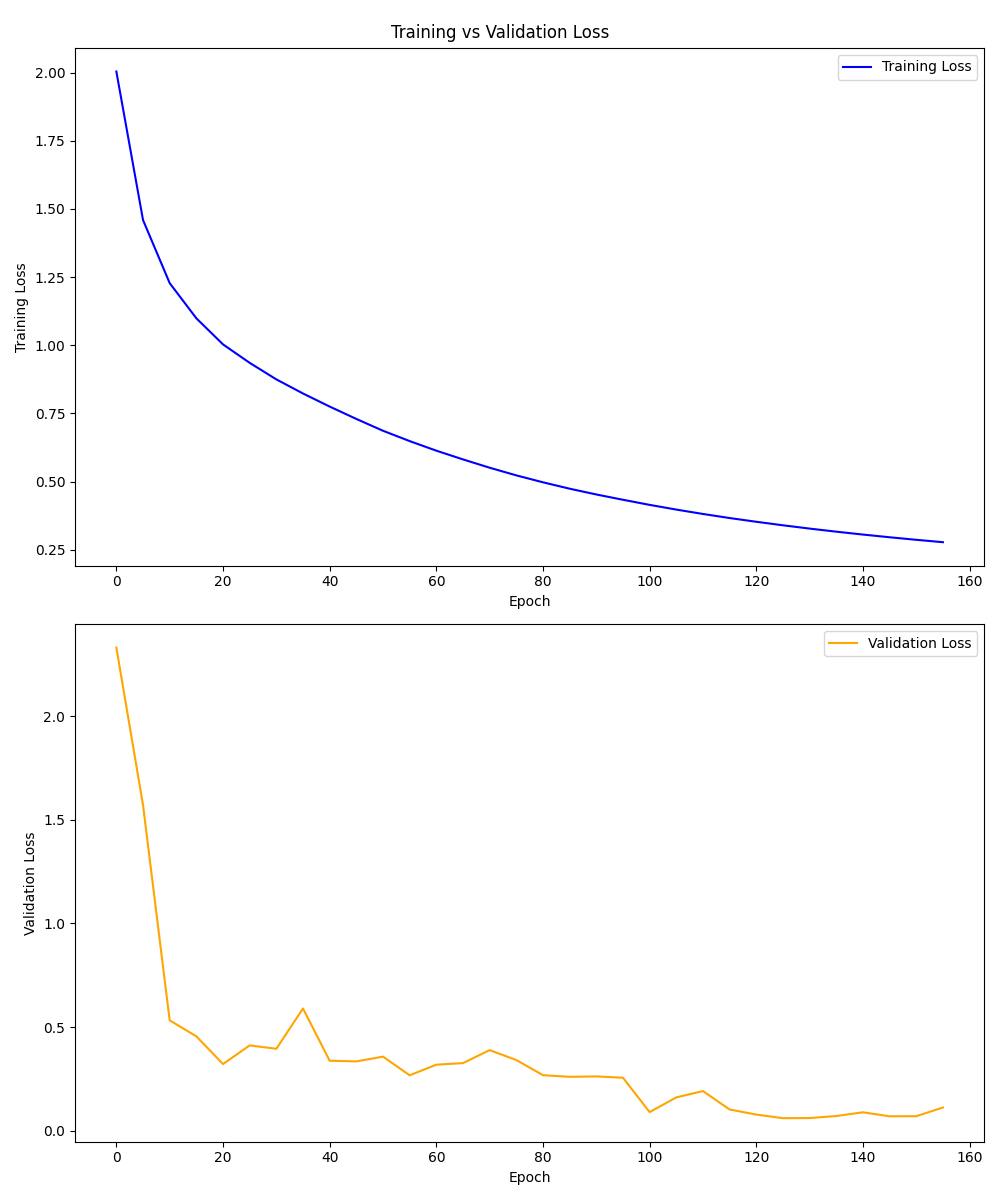 Training vs Validation Loss
Training Loss
2.00
1.75
1.50
1.25
1.00
0.75
0.50
0.25
Training Loss
0 20 40 60 80 100 120 140 160
Epoch
Validation Loss
2.0
1.5
1.0
0.5
0.0
Validation Loss
0 20 40 60 80 100 120 140 160
Epoch